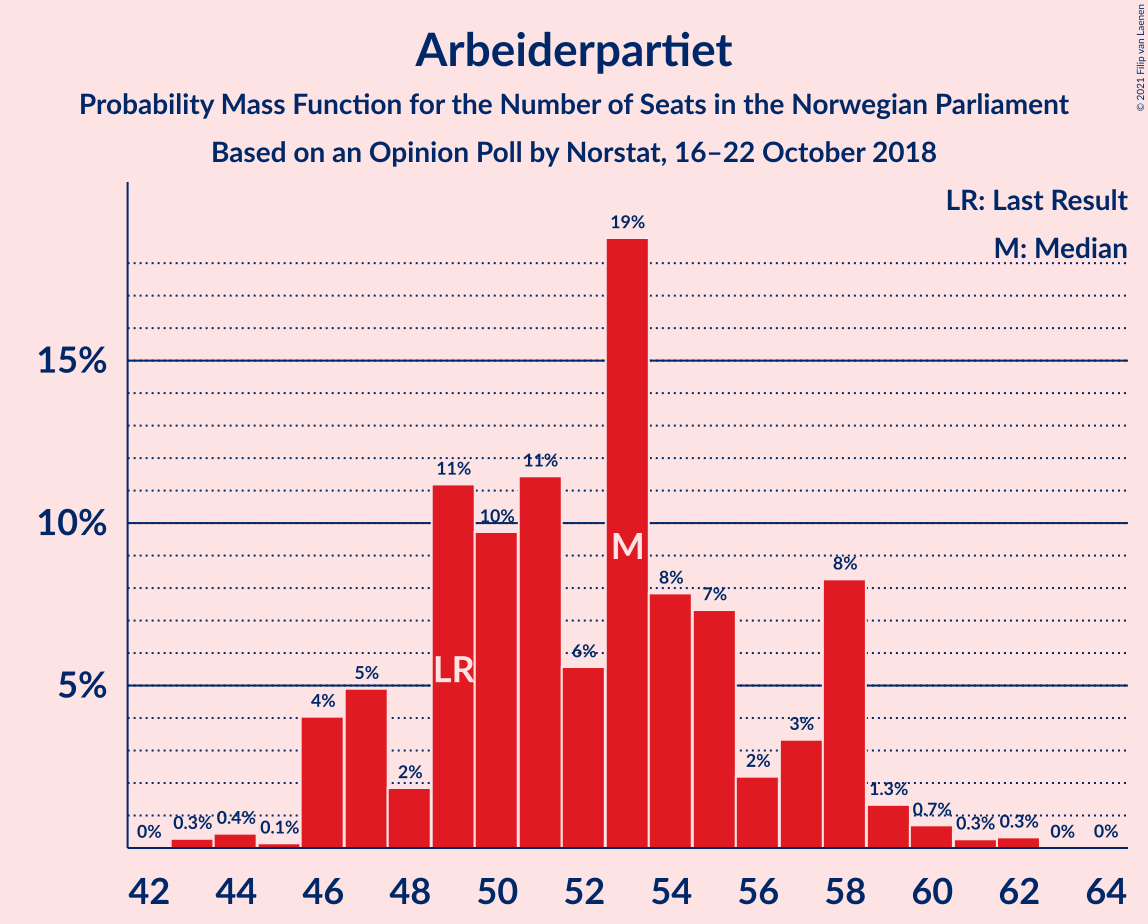 Arbeiderpartiet
Probability Mass Function for the Number of Seats in the Norwegian Parliament
Based on an Opinion Poll by Norstat, 16–22 October 2018
© 2021 Filip van Laenen
LR: Last Result
M: Median
15%
10%
5%
0%
0.3%
0.4%
0.1%
4%
5%
2%
11%
10%
11%
6%
19%
8%
7%
2%
3%
8%
1.3%
0.7%
0.3%
0.3%
0%
0%
LR
M
42 44 46 48 50 52 54 56 58 60 62 64